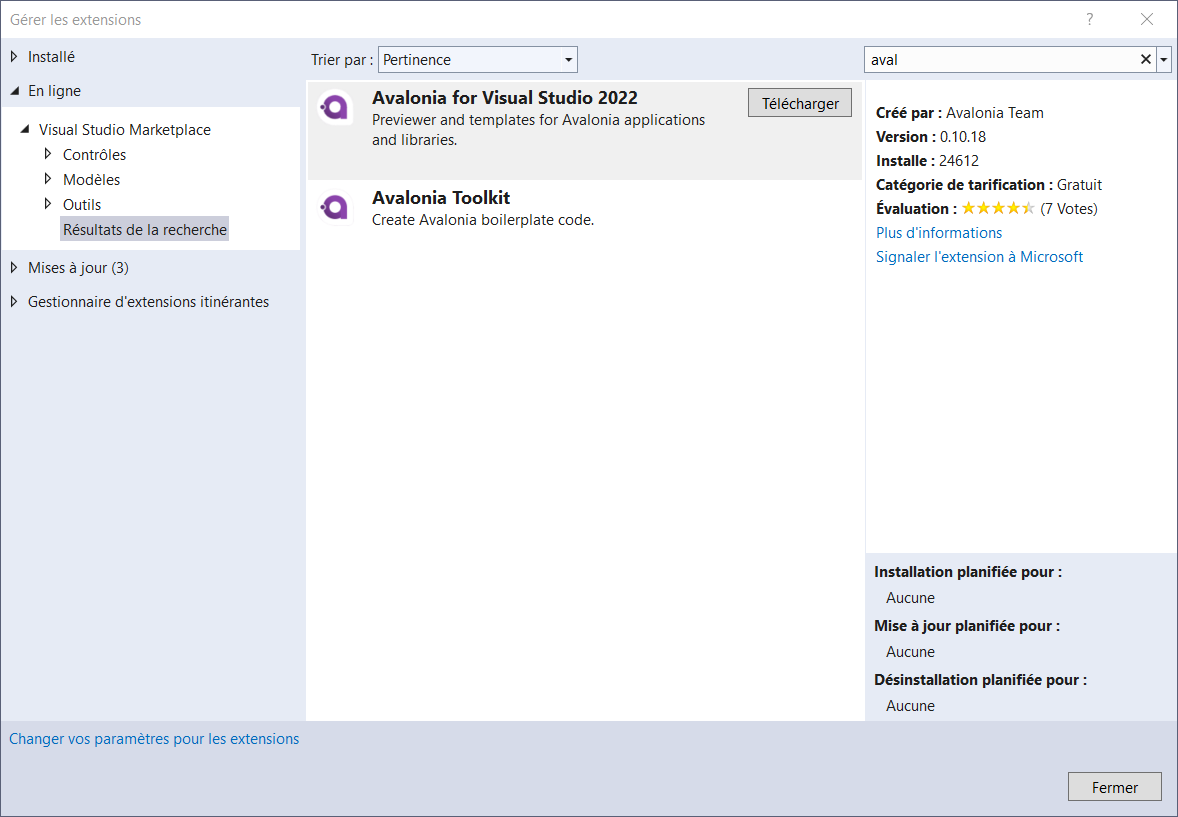 Gérer les extensions
?
Installé
En ligne
Visual Studio Marketplace
Contrôles
Modèles
Outils
Résultats de la recherche
Mises à jour (3)
Gestionnaire d'extensions itinérantes
Trier par : Pertinence
Avalonia for Visual Studio 2022
Télécharger
Previewer and templates for Avalonia applications
and libraries.
Avalonia Toolkit
Create Avalonia boilerplate code.
aval
Créé par : Avalonia Team
Version : 0.10.18
Installe : 24612
Catégorie de tarification : Gratuit
Évaluation : (7 Votes)
Plus d'informations
Signaler l'extension à Microsoft
Installation planifiée pour :
Aucune
Mise à jour planifiée pour :
Aucune
Désinstallation planifiée pour :
Aucune
Changer vos paramètres pour les extensions
Fermer